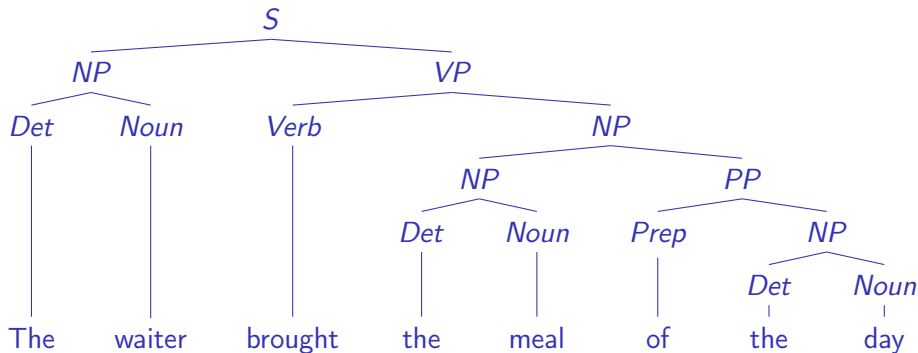 S
NP VP
Det Noun Verb NP
NP PP
Det Noun Prep NP
Det Noun
The waiter brought the meal of the day